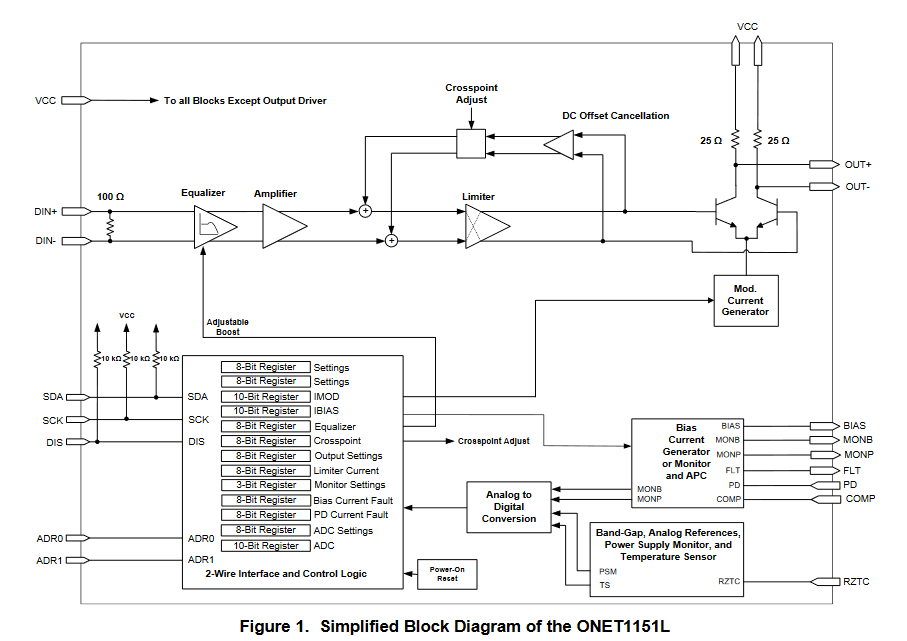 VCC
VCC
To all Blocks Except Output Driver
Crosspoint
Adjust
DC Offset Cancellation
25 Ω
25 Ω
OUT+
OUT-
100 Ω
Equalizer
Amplifier
Limiter
DIN+
DIN-
+
+
Mod.
Current
Generator
Adjustable
Boost
VCC
10 kΩ
10 kΩ
10 kΩ
SDA
SCK
DIS
ADR0
ADR1
SDA
SCK
DIS
ADR0
ADR1
8-Bit Register Settings
8-Bit Register Settings
10-Bit Register IMOD
10-Bit Register IBIAS
8-Bit Register Equalizer
8-Bit Register Crosspoint
8-Bit Register Output Settings
8-Bit Register Limiter Current
3-Bit Register Monitor Settings
8-Bit Register Bias Current Fault
8-Bit Register PD Current Fault
8-Bit Register ADC Settings
10-Bit Register ADC
2-Wire Interface and Control Logic
Crosspoint Adjust
Power-On
Reset
Analog to
Digital
Conversion
Bias
Current
Generator
or Monitor
and APC
BIAS
MONB
MONP
FLT
PD
COMP
MONB
MONP
BIAS
MONB
MONP
FLT
PD
COMP
Band-Gap, Analog References,
Power Supply Monitor, and
Temperature Sensor
PSM
TS
RZTC
RZTC
Figure 1. Simplified Block Diagram of the ONET1151L